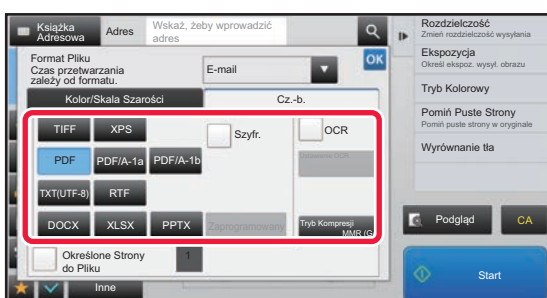 Książka
Adresowa
Adres
Wskaż, żeby wprowadzić
adres
Format Pliku
Czas przetwarzania
zależy od formatu.
E-mail
OK
Kolor/Skala Szarości
Cz.-b.
TIFF
XPS
Szyfr.
OCR
PDF
PDF/A-1a
PDF/A-1b
TXT(UTF-8)
RTF
DOCX
XLSX
PPTX
Zaprogramowany
Tryb Kompresji
MMR (G
Określone Strony
do Pliku
1
Inne
Rozdzielczość
Zmień rozdzielczość wysyłania
Ekspozycja
Określ ekspoz. wysył. obrazu
Tryb Kolorowy
Pomiń Puste Strony
Pomiń puste strony w oryginale
Wyrównanie tła
Podgląd
CA
Start